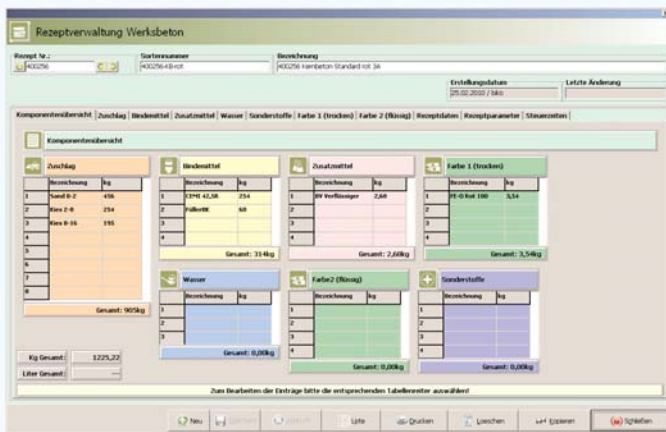 Rezeptverwaltung Werksbeton
Rezept Nr.: Sortennummer Bezeichnung
400256 400256-KB-rot 400256 Kernbeton Standard rot 3A
Erstellungsdatum Letzte Änderung
25.02.2010 / bko
Komponentenübersicht Zuschlag Bindemittel Zusatzmittel Wasser Sonderstoffe Farbe 1 (trocken) Farbe 2 (flüssig) Rezeptdaten Rezeptparameter Steuerzeiten
Komponentenübersicht
Zuschlag
Bezeichnung kg
1 Sand 0-2 456
2 Kies 2-8 254
3 Kies 8-16 195
4
5
6
7
8
Gesamt: 905kg
Bindemittel
Bezeichnung kg
1 CEMI 42,5R 254
2 FüllerBK 60
3
4
Gesamt: 314kg
Zusatzmittel
Bezeichnung kg
1 BV Verflüssiger 2,60
2
3
4
Gesamt: 2,60kg
Farbe 1 (trocken)
Bezeichnung kg
1 FE-O Rot 100 3,54
2
3
4
Gesamt: 3,54kg
Wasser
Bezeichnung kg
1
2
3
Gesamt: 0,00kg
Farbe2 (flüssig)
Bezeichnung kg
1
2
3
4
Gesamt: 0,00kg
Sonderstoffe
Bezeichnung kg
1
2
3
4
Gesamt: 0,00kg
Kg Gesamt: 1225,22
Liter Gesamt: ---
Zum Bearbeiten der Einträge bitte die entsprechenden Tabellenreiter auswählen!
Neu Liste Drucken Loeschen Kopieren Schließen